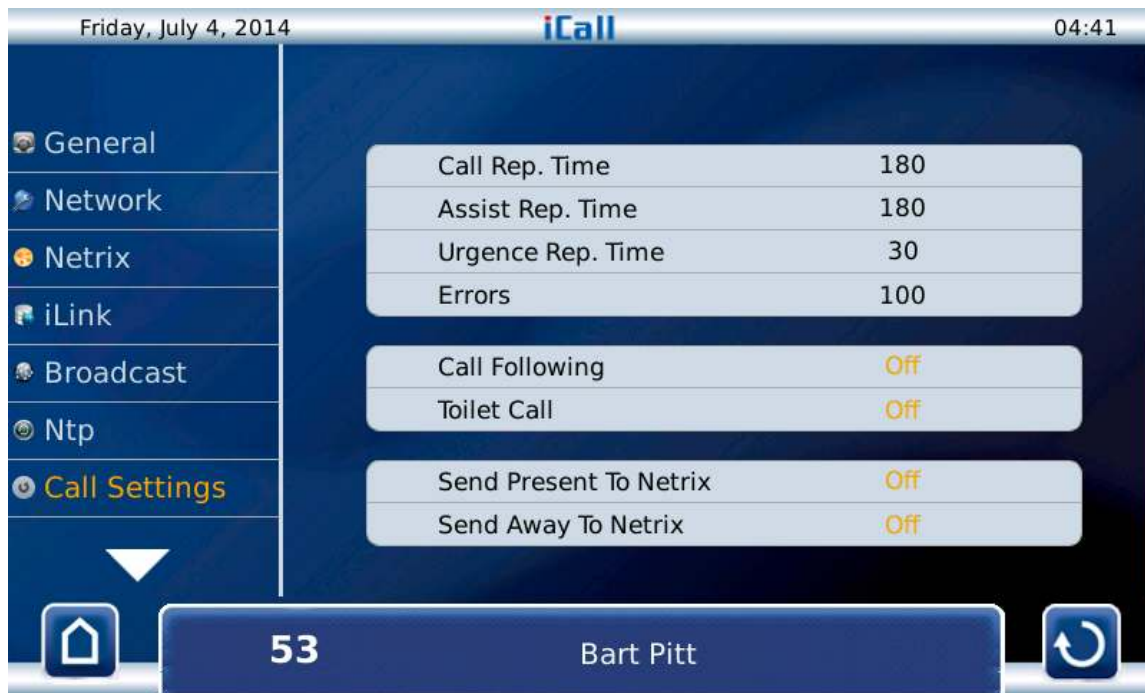 Friday, July 4, 2014 iCall 04:41
General
Network
Netrix
iLink
Broadcast
Ntp
Call Settings
Call Rep. Time 180
Assist Rep. Time 180
Urgence Rep. Time 30
Errors 100
Call Following Off
Toilet Call Off
Send Present To Netrix Off
Send Away To Netrix Off
53 Bart Pitt